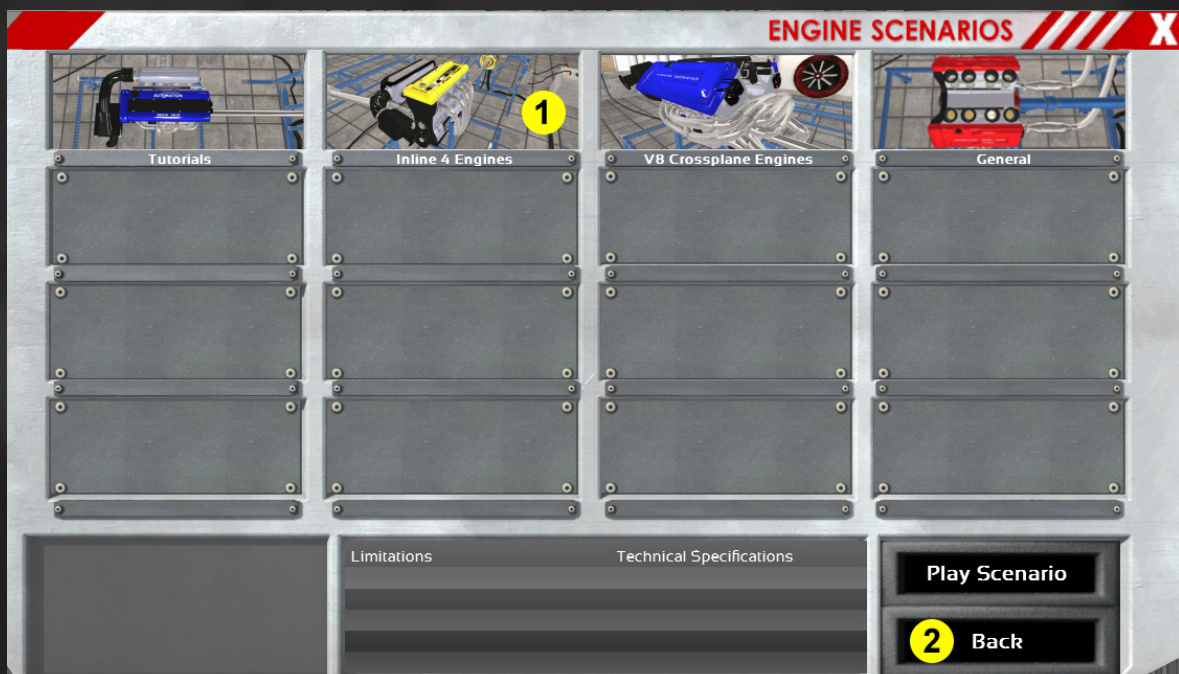 ENGINE SCENARIOS
X
1
Tutorials
Inline 4 Engines
V8 Crossplane Engines
General
Limitations
Technical Specifications
Play Scenario
2
Back